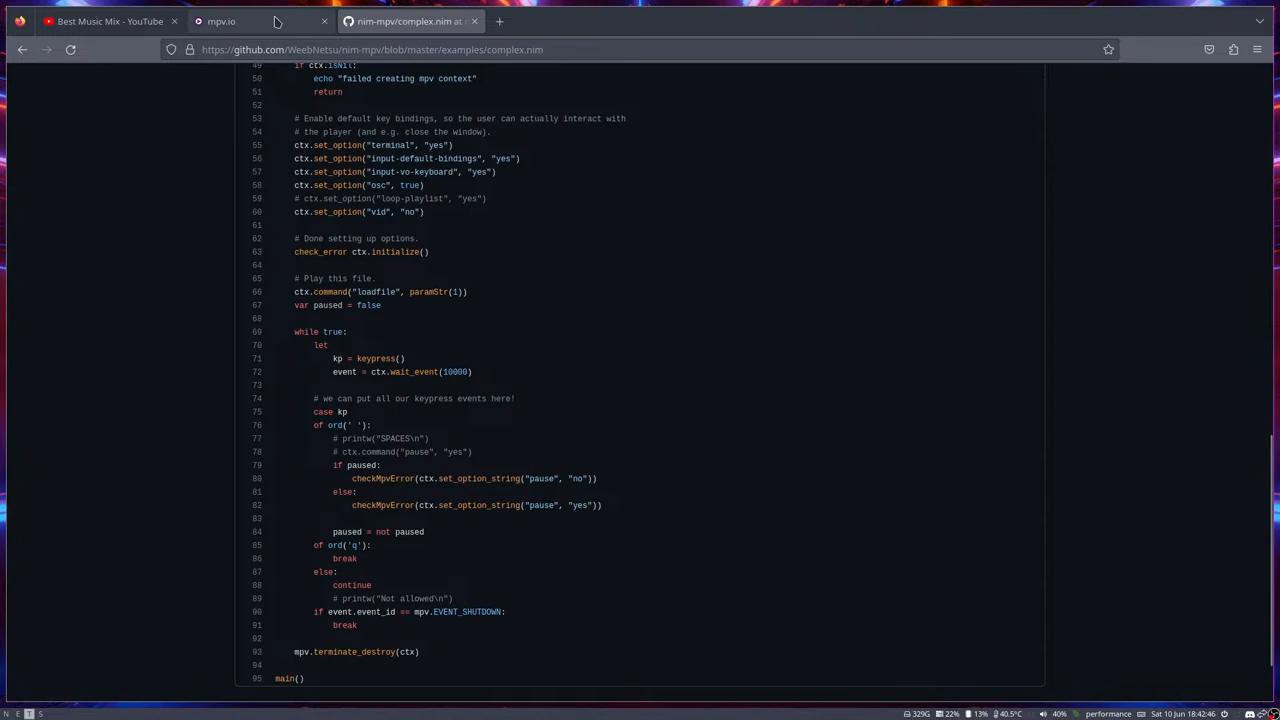 Best Music Mix - YouTube
mpv.io
nim-mpv/complex.nim at
https://github.com/WeebNetsu/nim-mpv/blob/master/examples/complex.nim
49 if ctx.isNil:
50 echo "failed creating mpv context"
51 return
52
53 # Enable default key bindings, so the user can actually interact with
54 # the player (and e.g. close the window).
55 ctx.set_option("terminal", "yes")
56 ctx.set_option("input-default-bindings", "yes")
57 ctx.set_option("input-vo-keyboard", "yes")
58 ctx.set_option("osc", true)
59 # ctx.set_option("loop-playlist", "yes")
60 ctx.set_option("vid", "no")
61
62 # Done setting up options.
63 check_error ctx.initialize()
64
65 # Play this file.
66 ctx.command("loadfile", paramStr(1))
67 var paused = false
68
69 while true:
70 let
71 kp = keypress()
72 event = ctx.wait_event(10000)
73
74 # we can put all our keypress events here!
75 case kp
76 of ord(' '):
77 # printw("SPACES\n")
78 # ctx.command("pause", "yes")
79 if paused:
80 checkMpvError(ctx.set_option_string("pause", "no"))
81 else:
82 checkMpvError(ctx.set_option_string("pause", "yes"))
83
84 paused = not paused
85 of ord('q'):
86 break
87 else:
88 continue
89 # printw("Not allowed\n")
90 if event.event_id == mpv.EVENT_SHUTDOWN:
91 break
92
93 mpv.terminate_destroy(ctx)
94
95 main()
N E T S
329G 22% 13% 40.5°C 40% performance Sat 10 Jun 18:42:46